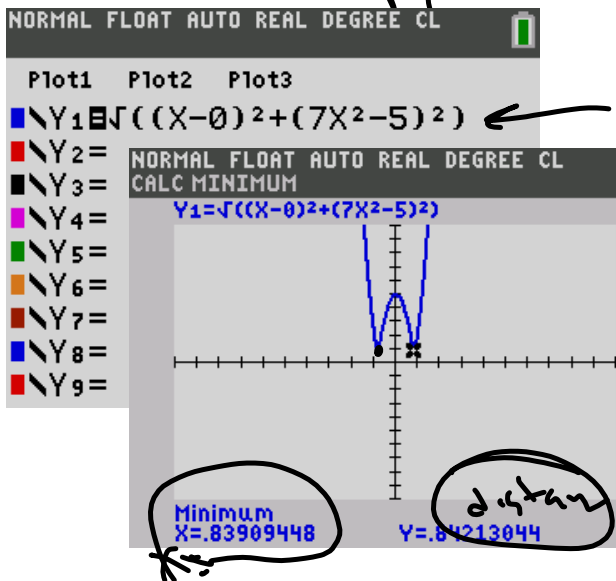 NORMAL FLOAT AUTO REAL DEGREE CL
Plot1 Plot2 Plot3
\Y1=√((X-0)²+(7X²-5)²)
\Y2=
\Y3=
\Y4=
\Y5=
\Y6=
\Y7=
\Y8=
\Y9=
NORMAL FLOAT AUTO REAL DEGREE CL
CALC MINIMUM
Y1=√((X-0)²+(7X²-5)²)
Minimum
X=.83909448 Y=.84213044